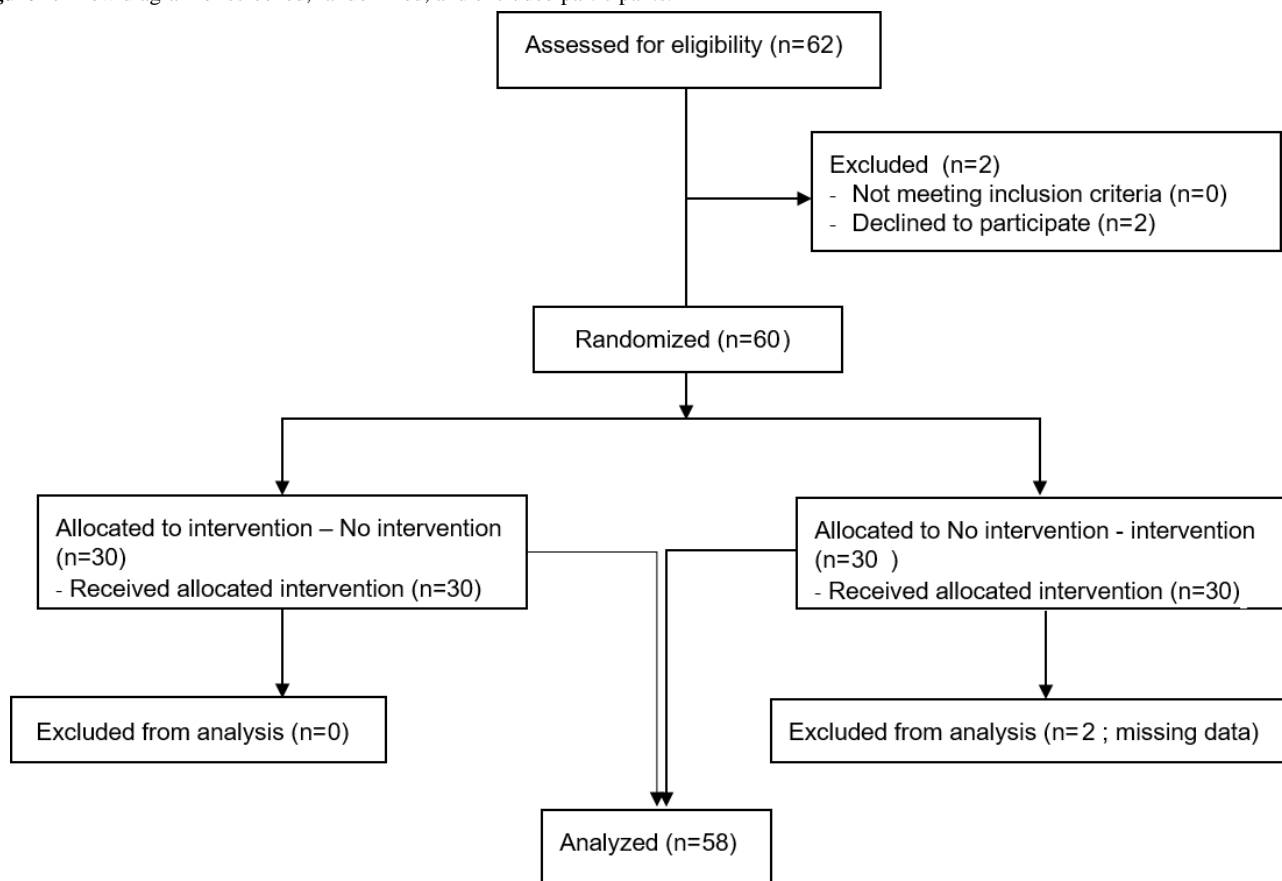 Assessed for eligibility (n=62)
Excluded (n=2)
- Not meeting inclusion criteria (n=0)
- Declined to participate (n=2)
Randomized (n=60)
Allocated to intervention – No intervention
(n=30)
- Received allocated intervention (n=30)
Allocated to No intervention - intervention
(n=30 )
- Received allocated intervention (n=30)
Excluded from analysis (n=0)
Excluded from analysis (n=2 ; missing data)
Analyzed (n=58)